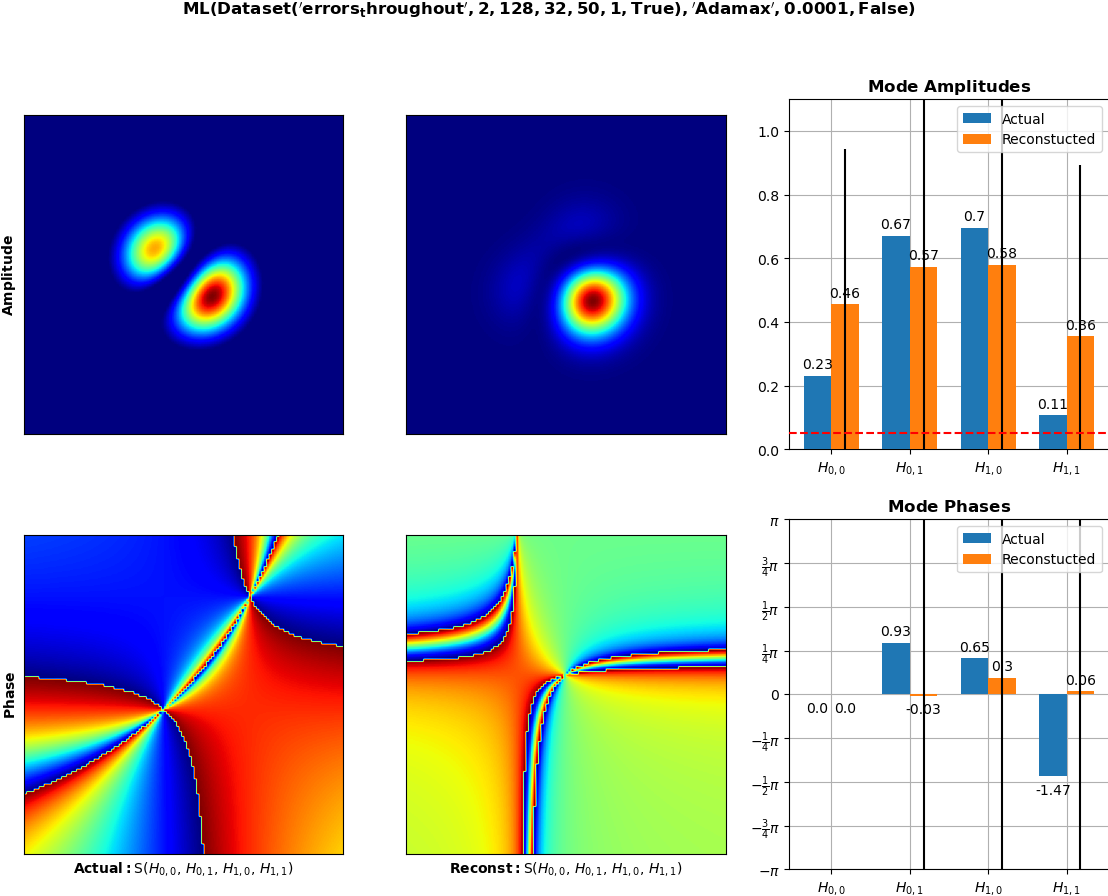 ML(Dataset('errors_throughout', 2, 128, 32, 50, 1, True), 'Adamax', 0.0001, False)
Amplitude
Mode Amplitudes
Actual
Reconstucted
1.0
0.8
0.6
0.4
0.2
0.0
0.23
0.46
0.67
0.57
0.7
0.58
0.11
0.36
H0,0
H0,1
H1,0
H1,1
Phase
Actual: S(H0,0, H0,1, H1,0, H1,1)
Reconst: S(H0,0, H0,1, H1,0, H1,1)
Mode Phases
Actual
Reconstucted
π
3/4π
1/2π
1/4π
0
−1/4π
−1/2π
−3/4π
−π
0.0
0.0
0.93
-0.03
0.65
0.3
-1.47
0.06
H0,0
H0,1
H1,0
H1,1